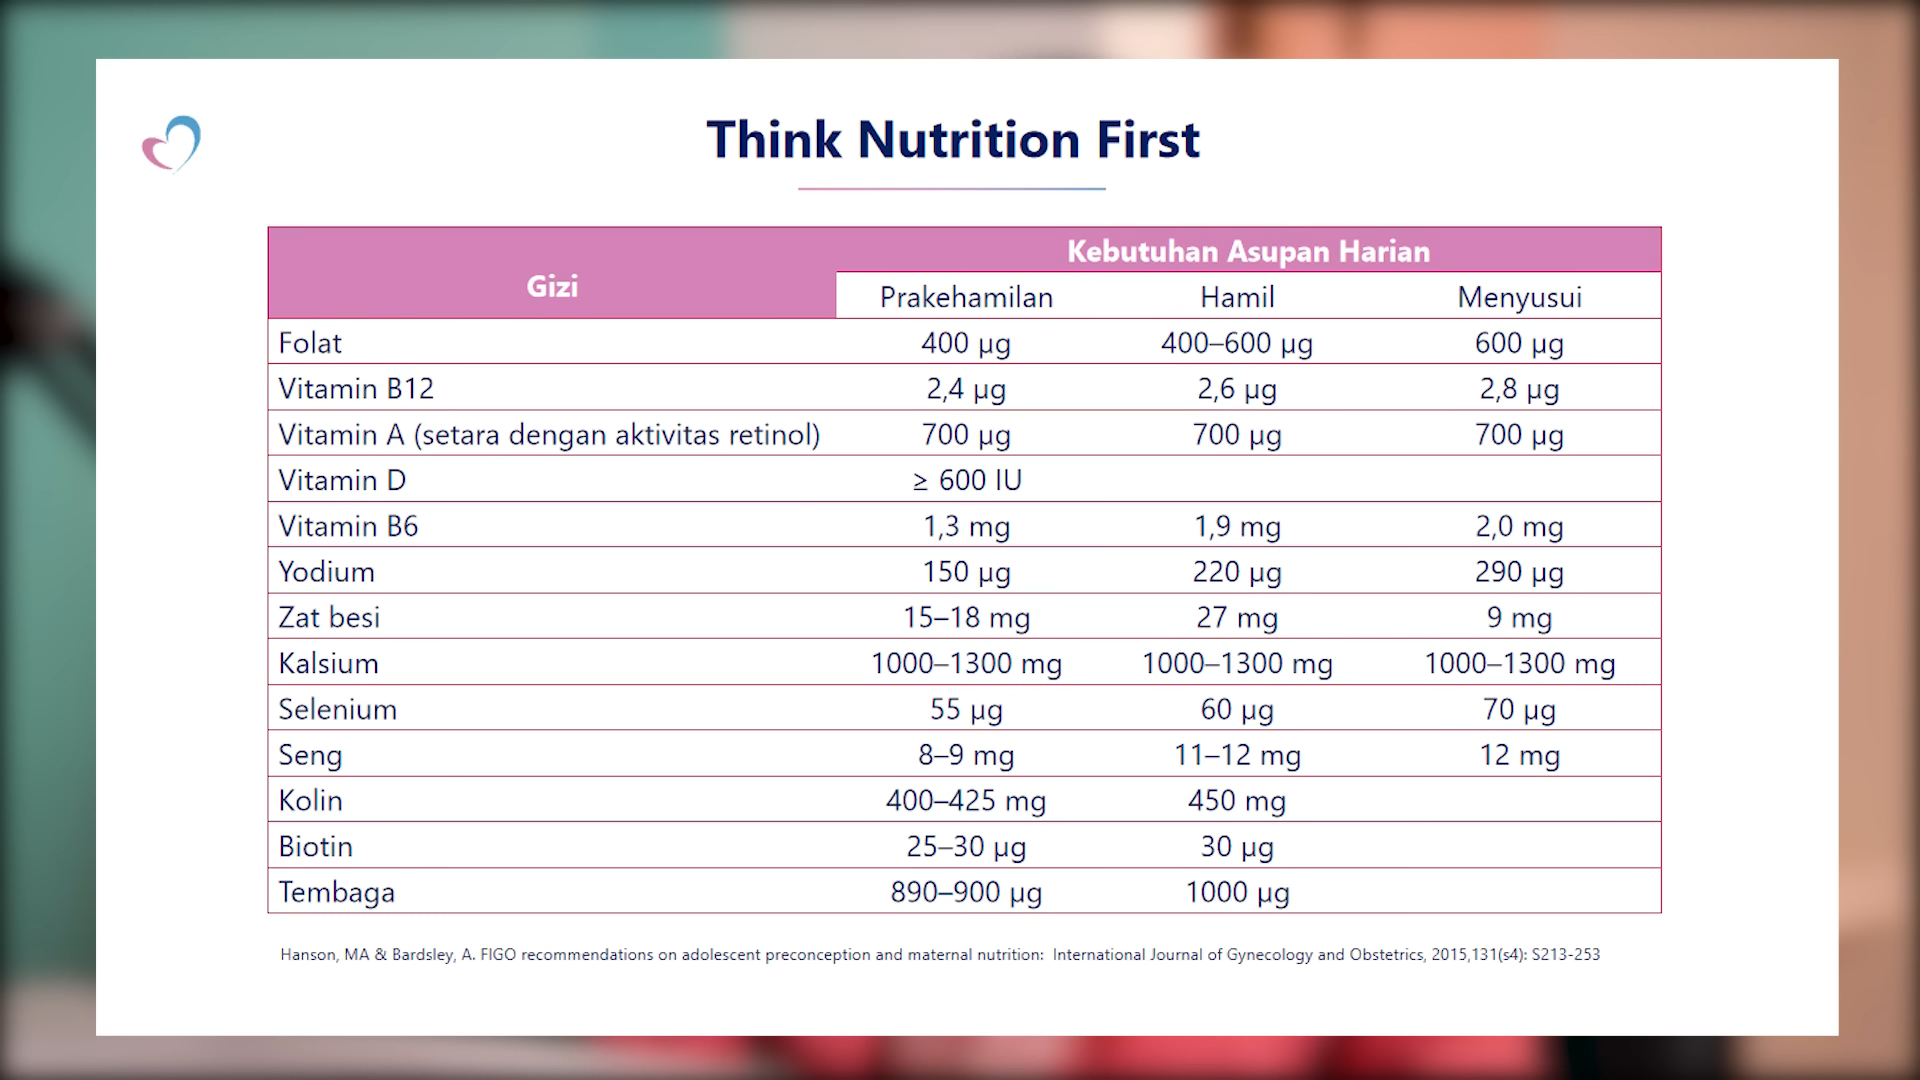 Think Nutrition First
Gizi
Kebutuhan Asupan Harian
Prakehamilan Hamil Menyusui
Folat 400 µg 400–600 µg 600 µg
Vitamin B12 2,4 µg 2,6 µg 2,8 µg
Vitamin A (setara dengan aktivitas retinol) 700 µg 700 µg 700 µg
Vitamin D ≥ 600 IU
Vitamin B6 1,3 mg 1,9 mg 2,0 mg
Yodium 150 µg 220 µg 290 µg
Zat besi 15–18 mg 27 mg 9 mg
Kalsium 1000–1300 mg 1000–1300 mg 1000–1300 mg
Selenium 55 µg 60 µg 70 µg
Seng 8–9 mg 11–12 mg 12 mg
Kolin 400–425 mg 450 mg
Biotin 25–30 µg 30 µg
Tembaga 890–900 µg 1000 µg
Hanson, MA & Bardsley, A. FIGO recommendations on adolescent preconception and maternal nutrition: International Journal of Gynecology and Obstetrics, 2015,131(s4): S213-253